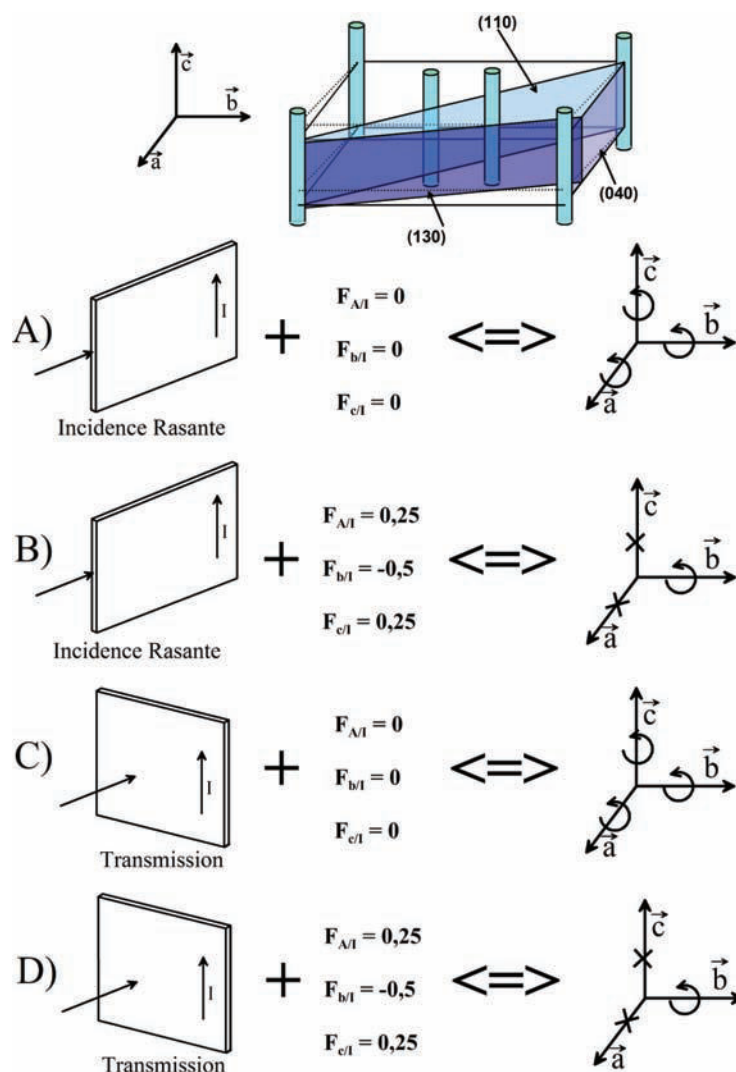 (110)
c
b
a
(040)
(130)
A)
I
Incidence Rasante
+
F_A/I = 0
F_b/I = 0
F_c/I = 0
<=>
c
b
a
B)
I
Incidence Rasante
+
F_A/I = 0,25
F_b/I = -0,5
F_c/I = 0,25
<=>
c
b
a
C)
I
Transmission
+
F_A/I = 0
F_b/I = 0
F_c/I = 0
<=>
c
b
a
D)
I
Transmission
+
F_A/I = 0,25
F_b/I = -0,5
F_c/I = 0,25
<=>
c
b
a